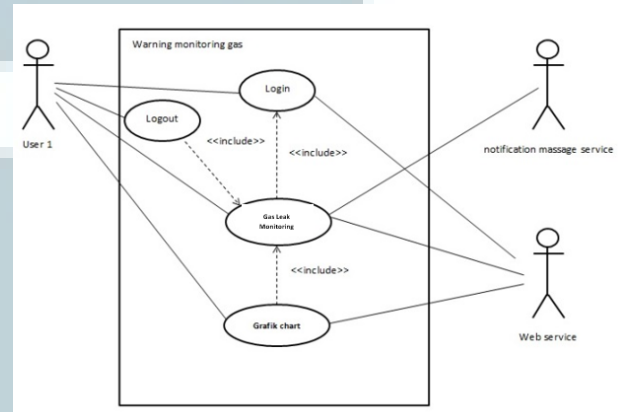 Warning monitoring gas
Login
Logout
<<include>>
<<include>>
User 1
notification massage service
Gas Leak
Monitoring
<<include>>
Grafik chart
Web service